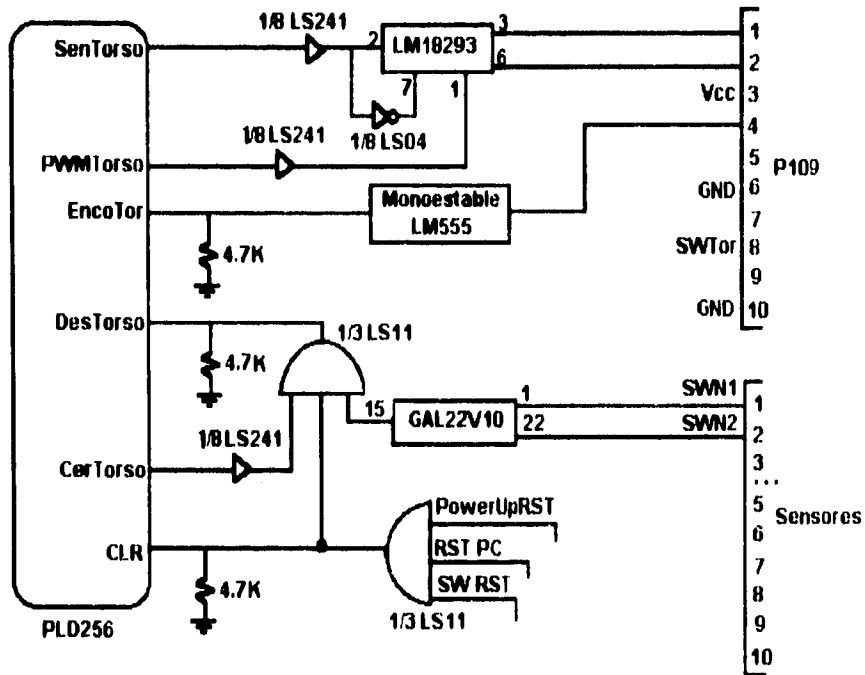 1/8 LS241
SenTorso
2
LM18293
3
6
7
1
1/8 LS04
1/8 LS241
PWMTorso
EncoTor
Monoestable
LM555
4.7K
DesTorso
4.7K
1/3 LS11
15
GAL22V10
1
22
1/8 LS241
CerTorso
PowerUpRST
RST PC
SW RST
CLR
4.7K
1/3 LS11
PLD256
1
2
Vcc 3
4
5
P109
GND 6
7
SWTor 8
9
GND 10
SWN1 1
SWN2 2
3
...
5
Sensores
6
7
8
9
10